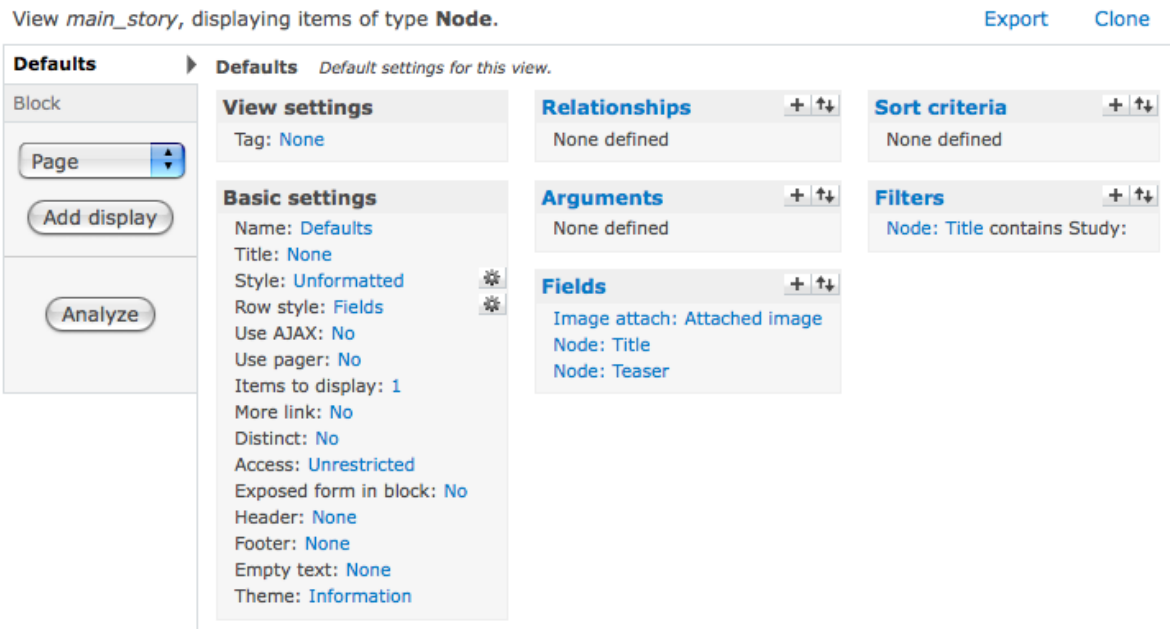 View main_story, displaying items of type Node.
Export
Clone
Defaults
Block
Page
Add display
Analyze
Defaults Default settings for this view.
View settings
Tag: None
Basic settings
Name: Defaults
Title: None
Style: Unformatted
Row style: Fields
Use AJAX: No
Use pager: No
Items to display: 1
More link: No
Distinct: No
Access: Unrestricted
Exposed form in block: No
Header: None
Footer: None
Empty text: None
Theme: Information
Relationships
None defined
Arguments
None defined
Fields
Image attach: Attached image
Node: Title
Node: Teaser
Sort criteria
None defined
Filters
Node: Title contains Study: